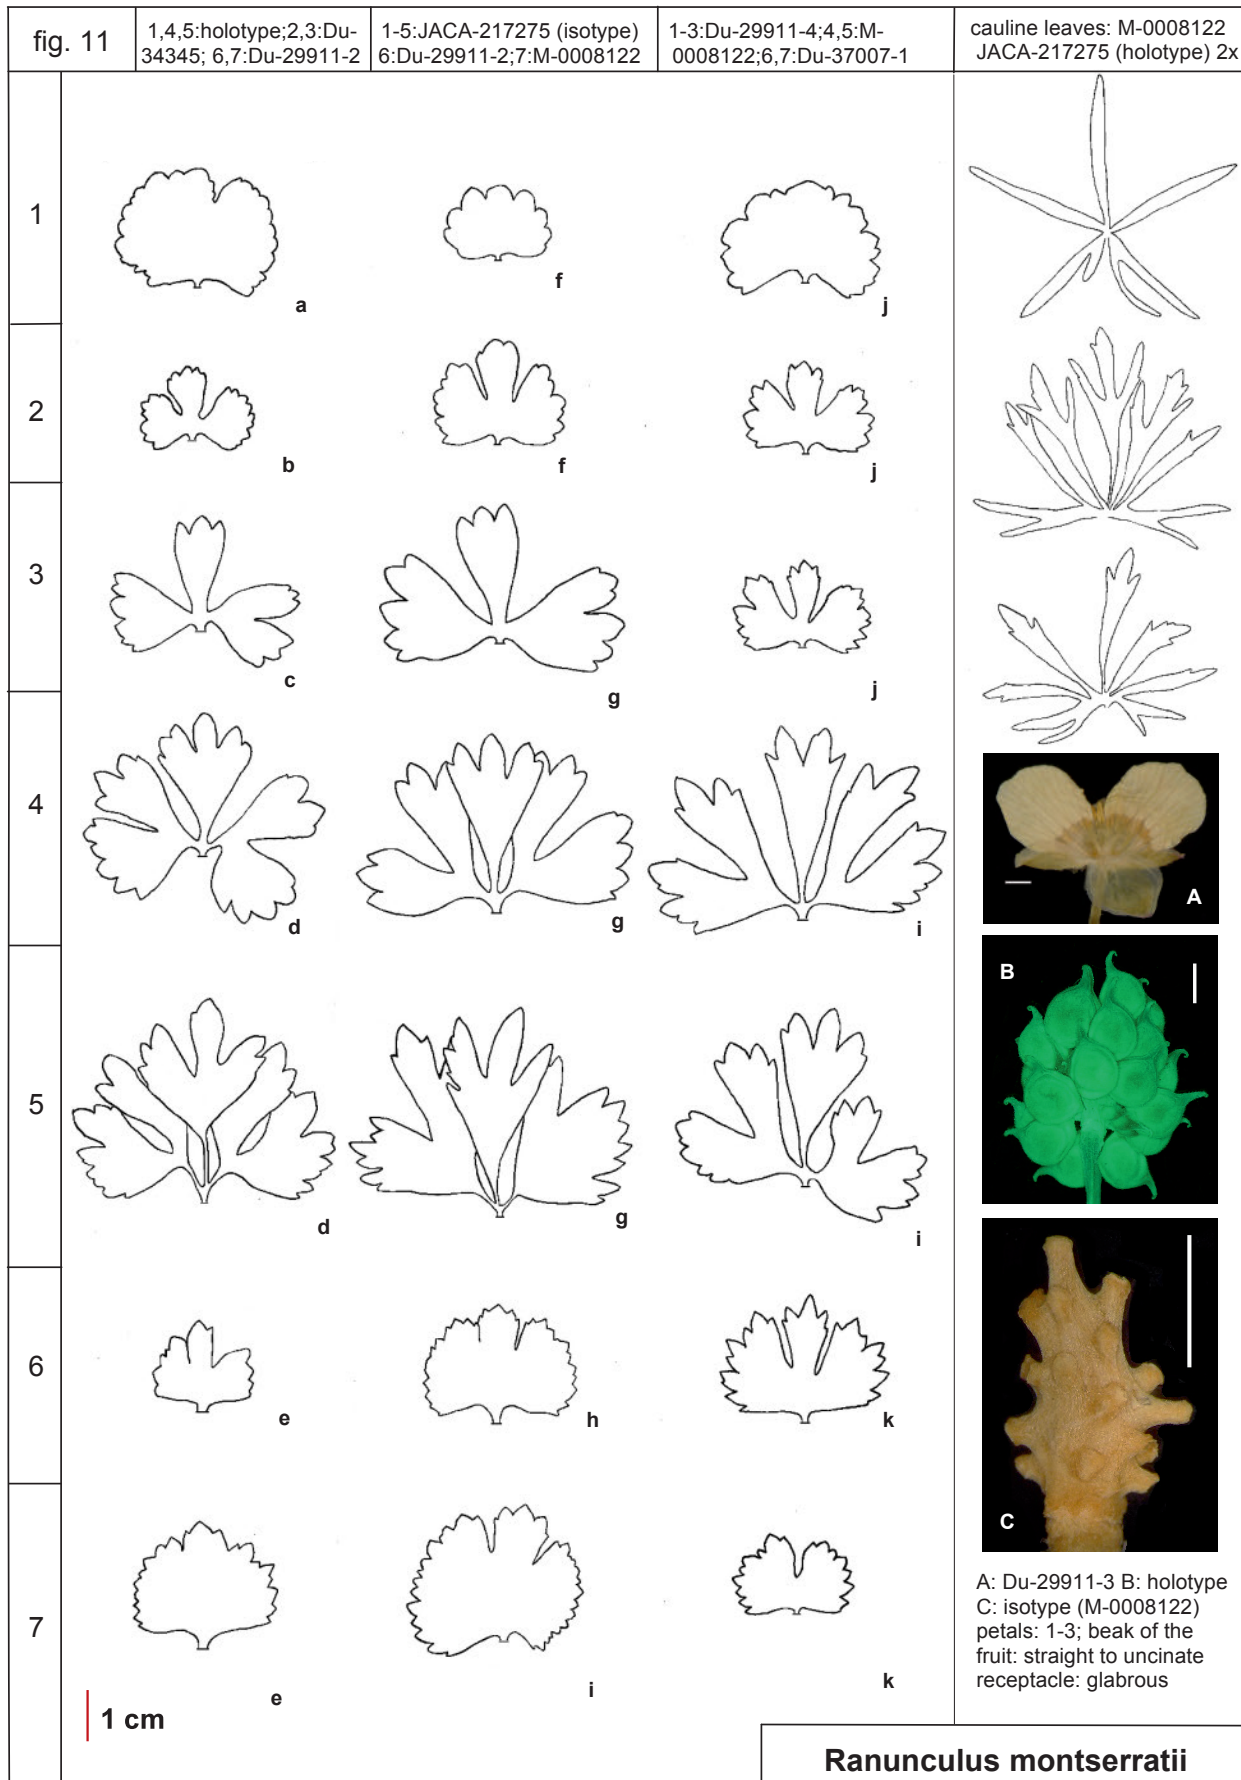 fig. 11
1,4,5:holotype;2,3:Du-
34345; 6,7:Du-29911-2
1-5:JACA-217275 (isotype)
6:Du-29911-2;7:M-0008122
1-3:Du-29911-4;4,5:M-
0008122;6,7:Du-37007-1
cauline leaves: M-0008122
JACA-217275 (holotype) 2x
1
a
f
j
2
b
f
j
3
c
g
j
4
d
g
i
A
5
d
g
i
B
6
e
h
k
C
7
e
i
k
A: Du-29911-3 B: holotype
C: isotype (M-0008122)
petals: 1-3; beak of the
fruit: straight to uncinate
receptacle: glabrous
1 cm
Ranunculus montserratii